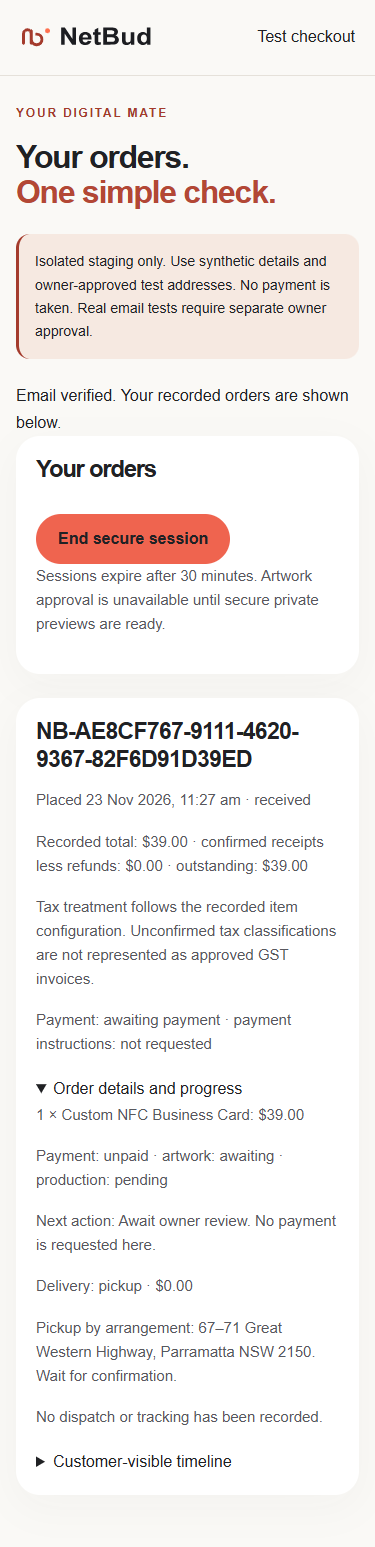 NetBud
Test checkout
YOUR DIGITAL MATE
Your orders.
One simple check.
Isolated staging only. Use synthetic details and
owner-approved test addresses. No payment is
taken. Real email tests require separate owner
approval.
Email verified. Your recorded orders are shown
below.
Your orders
End secure session
Sessions expire after 30 minutes. Artwork
approval is unavailable until secure private
previews are ready.
NB-AE8CF767-9111-4620-
9367-82F6D91D39ED
Placed 23 Nov 2026, 11:27 am · received
Recorded total: $39.00 · confirmed receipts
less refunds: $0.00 · outstanding: $39.00
Tax treatment follows the recorded item
configuration. Unconfirmed tax classifications
are not represented as approved GST
invoices.
Payment: awaiting payment · payment
instructions: not requested
▼ Order details and progress
1 × Custom NFC Business Card: $39.00
Payment: unpaid · artwork: awaiting ·
production: pending
Next action: Await owner review. No payment
is requested here.
Delivery: pickup · $0.00
Pickup by arrangement: 67–71 Great
Western Highway, Parramatta NSW 2150.
Wait for confirmation.
No dispatch or tracking has been recorded.
▶ Customer-visible timeline